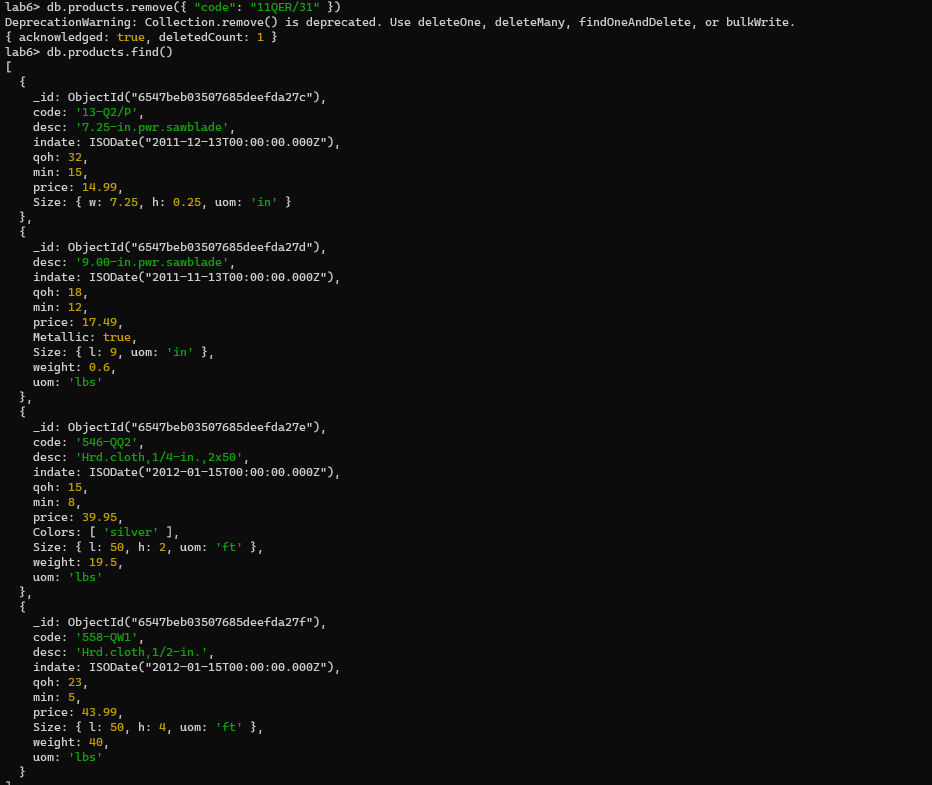 lab6> db.products.remove({ "code": "11QER/31" })
DeprecationWarning: Collection.remove() is deprecated. Use deleteOne, deleteMany, findOneAndDelete, or bulkWrite.
{ acknowledged: true, deletedCount: 1 }
lab6> db.products.find()
[
  {
    _id: ObjectId("6547beb03507685deefda27c"),
    code: '13-Q2/P',
    desc: '7.25-in.pwr.sawblade',
    indate: ISODate("2011-12-13T00:00:00.000Z"),
    qoh: 32,
    min: 15,
    price: 14.99,
    Size: { w: 7.25, h: 0.25, uom: 'in' }
  },
  {
    _id: ObjectId("6547beb03507685deefda27d"),
    desc: '9.00-in.pwr.sawblade',
    indate: ISODate("2011-11-13T00:00:00.000Z"),
    qoh: 18,
    min: 12,
    price: 17.49,
    Metallic: true,
    Size: { l: 9, uom: 'in' },
    weight: 0.6,
    uom: 'lbs'
  },
  {
    _id: ObjectId("6547beb03507685deefda27e"),
    code: '546-QQ2',
    desc: 'Hrd.cloth,1/4-in.,2x50',
    indate: ISODate("2012-01-15T00:00:00.000Z"),
    qoh: 15,
    min: 8,
    price: 39.95,
    Colors: [ 'silver' ],
    Size: { l: 50, h: 2, uom: 'ft' },
    weight: 19.5,
    uom: 'lbs'
  },
  {
    _id: ObjectId("6547beb03507685deefda27f"),
    code: '558-QW1',
    desc: 'Hrd.cloth,1/2-in.',
    indate: ISODate("2012-01-15T00:00:00.000Z"),
    qoh: 23,
    min: 5,
    price: 43.99,
    Size: { l: 50, h: 4, uom: 'ft' },
    weight: 40,
    uom: 'lbs'
  }